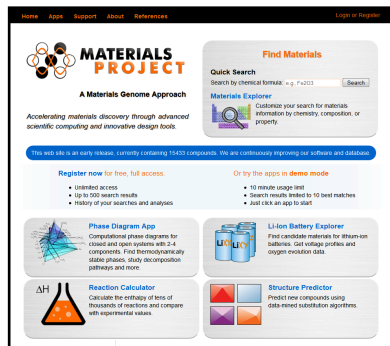 Home Apps Support About References Login or Register
MATERIALS
PROJECT
A Materials Genome Approach
Accelerating materials discovery through advanced
scientific computing and innovative design tools.
Find Materials
Quick Search
Search by chemical formula: e.g. Fe2O3 Search
Materials Explorer
Customize your search for materials
information by chemistry, composition, or
property.
This web site is an early release, currently containing 15433 compounds. We are continuously improving our software and database.
Register now for free, full access.
Unlimited access
Up to 500 search results
History of your searches and analyses
Or try the apps in demo mode
10 minute usage limit
Search results limited to 10 best matches
Just click an app to start
Phase Diagram App
Computational phase diagrams for
closed and open systems with 2-4
components. Find thermodynamically
stable phases, study decomposition
pathways and more.
Li-Ion Battery Explorer
Find candidate materials for lithium-ion
batteries. Get voltage profiles and
oxygen evolution data.
ΔH
Reaction Calculator
Calculate the enthalpy of tens of
thousands of reactions and compare
with experimental values.
Structure Predictor
Predict new compounds using
data-mined substitution algorithms.